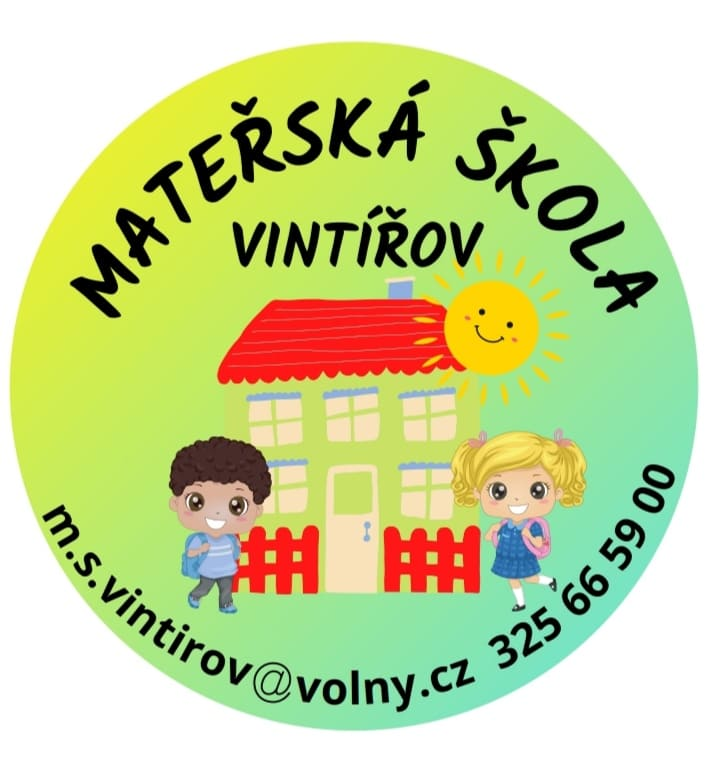 MATEŘSKÁ ŠKOLA
VINTÍŘOV
m.s.vintirov@volny.cz 325 66 59 00